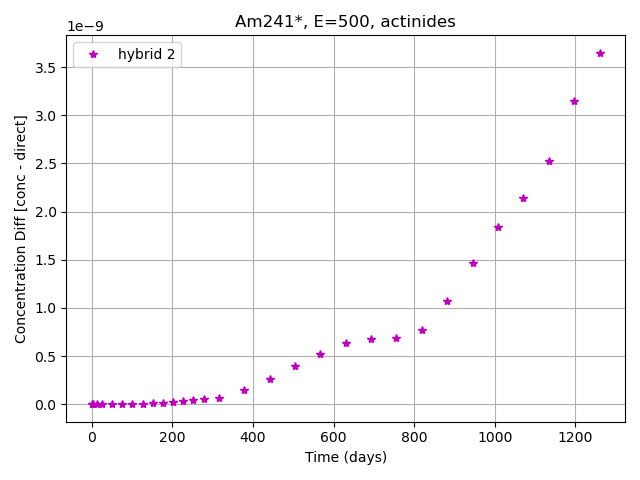 Am241*, E=500, actinides
1e−9
hybrid 2
3.5
3.0
2.5
2.0
1.5
1.0
0.5
0.0
Concentration Diff [conc - direct]
0 200 400 600 800 1000 1200
Time (days)